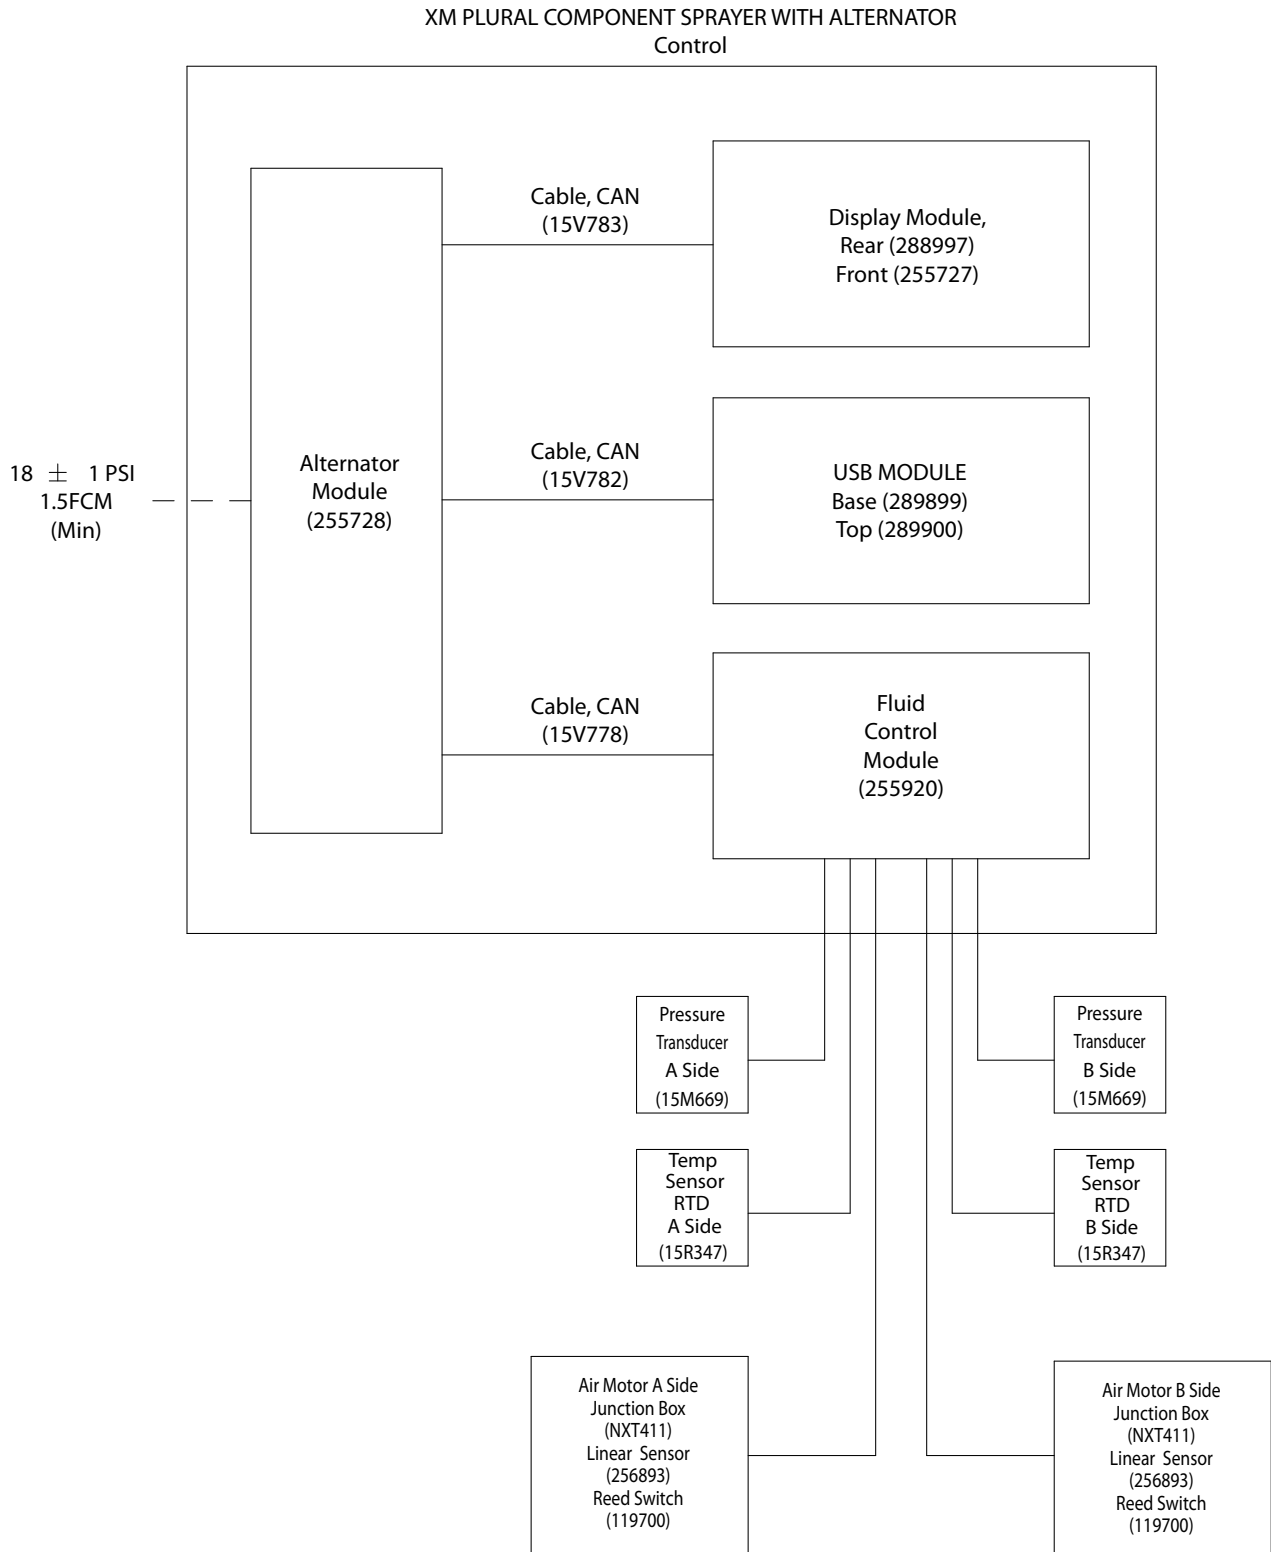 XM PLURAL COMPONENT SPRAYER WITH ALTERNATOR
Control
Cable, CAN
(15V783)
Display Module,
Rear (288997)
Front (255727)
18 ± 1 PSI
1.5FCM
(Min)
Alternator
Module
(255728)
Cable, CAN
(15V782)
USB MODULE
Base (289899)
Top (289900)
Cable, CAN
(15V778)
Fluid
Control
Module
(255920)
Pressure
Transducer
A Side
(15M669)
Pressure
Transducer
B Side
(15M669)
Temp
Sensor
RTD
A Side
(15R347)
Temp
Sensor
RTD
B Side
(15R347)
Air Motor A Side
Junction Box
(NXT411)
Linear Sensor
(256893)
Reed Switch
(119700)
Air Motor B Side
Junction Box
(NXT411)
Linear Sensor
(256893)
Reed Switch
(119700)